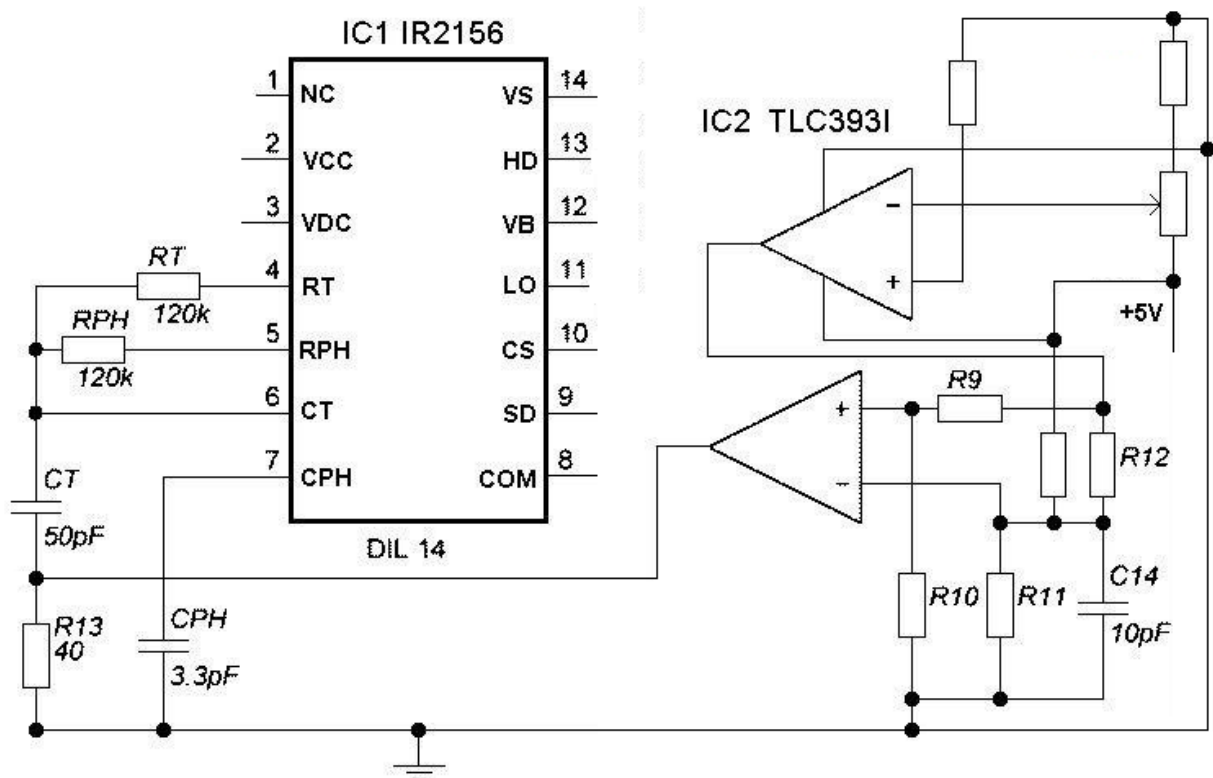 IC1 IR2156
1
NC
VS
14
2
VCC
HD
13
3
VDC
VB
12
RT
120k
4
RT
LO
11
RPH
120k
5
RPH
CS
10
6
CT
SD
9
7
CPH
COM
8
DIL 14
CT
50pF
R13
40
CPH
3.3pF
IC2 TLC393I
-
+
+5V
+
-
R9
R12
R10
R11
C14
10pF